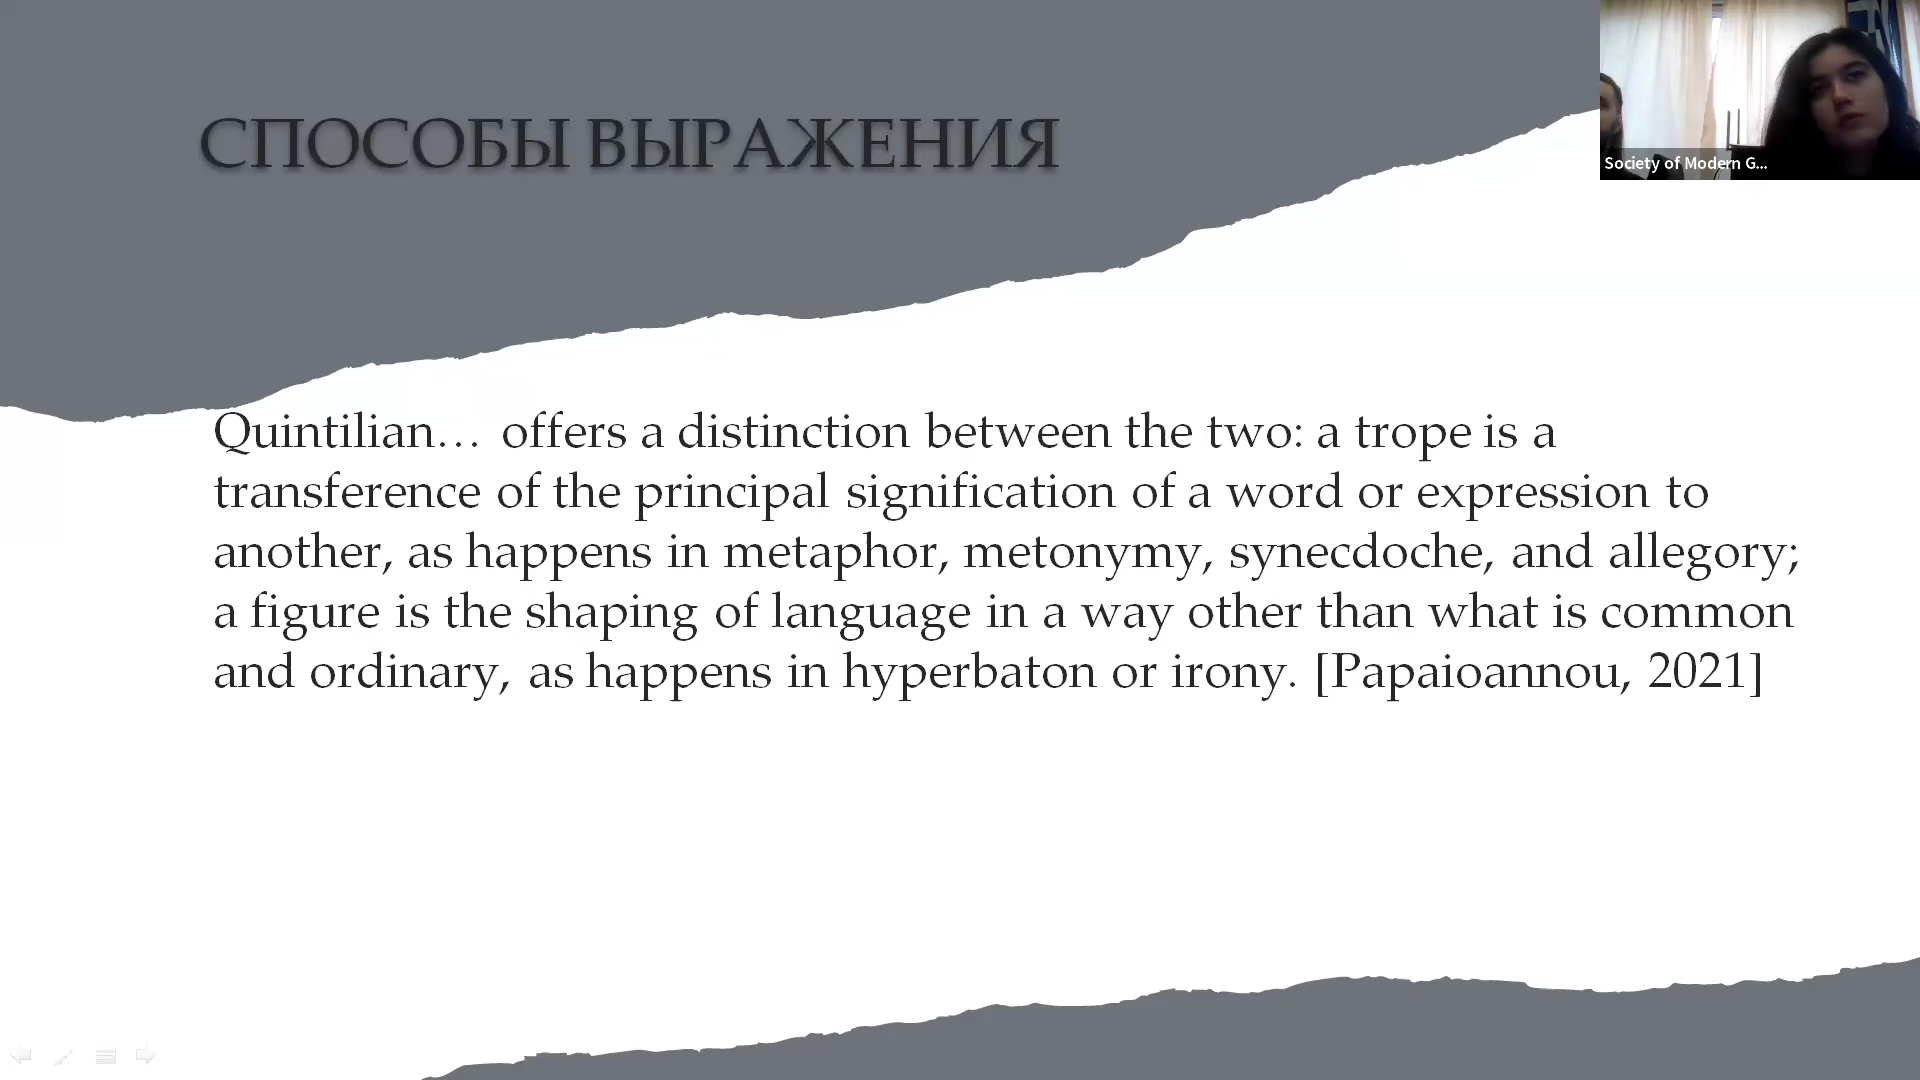 СПОСОБЫ ВЫРАЖЕНИЯ
Society of Modern G...
Quintilian… offers a distinction between the two: a trope is a
transference of the principal signification of a word or expression to
another, as happens in metaphor, metonymy, synecdoche, and allegory;
a figure is the shaping of language in a way other than what is common
and ordinary, as happens in hyperbaton or irony. [Papaioannou, 2021]